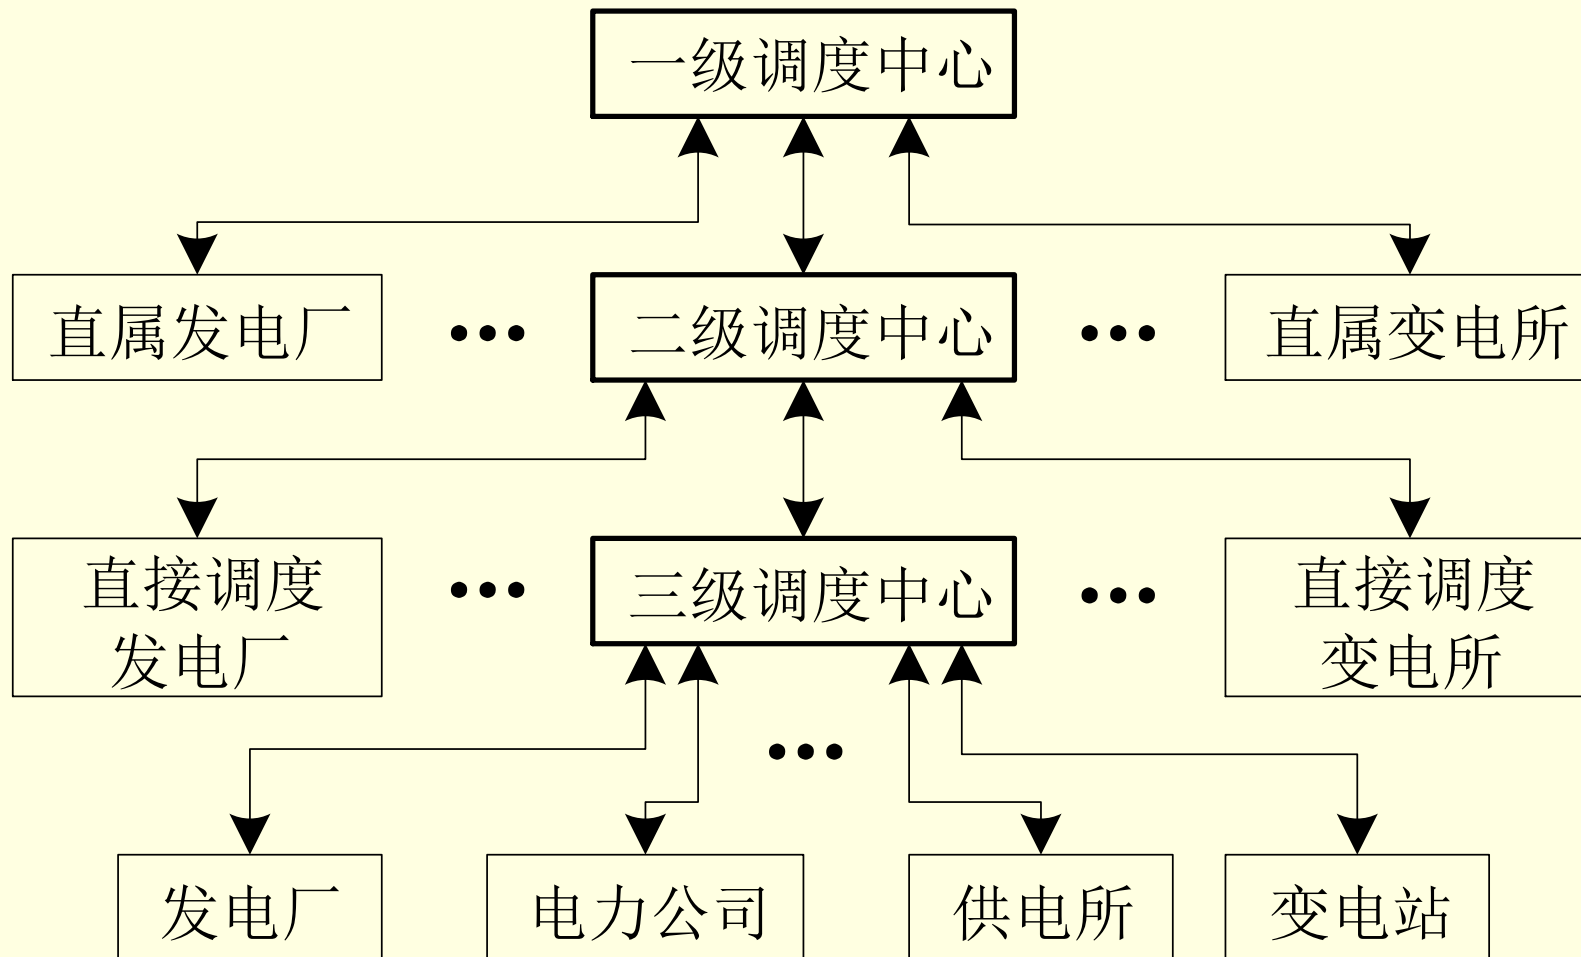 一级调度中心
直属发电厂
•••
二级调度中心
•••
直属变电所
直接调度
发电厂
•••
三级调度中心
•••
直接调度
变电所
•••
发电厂
电力公司
供电所
变电站